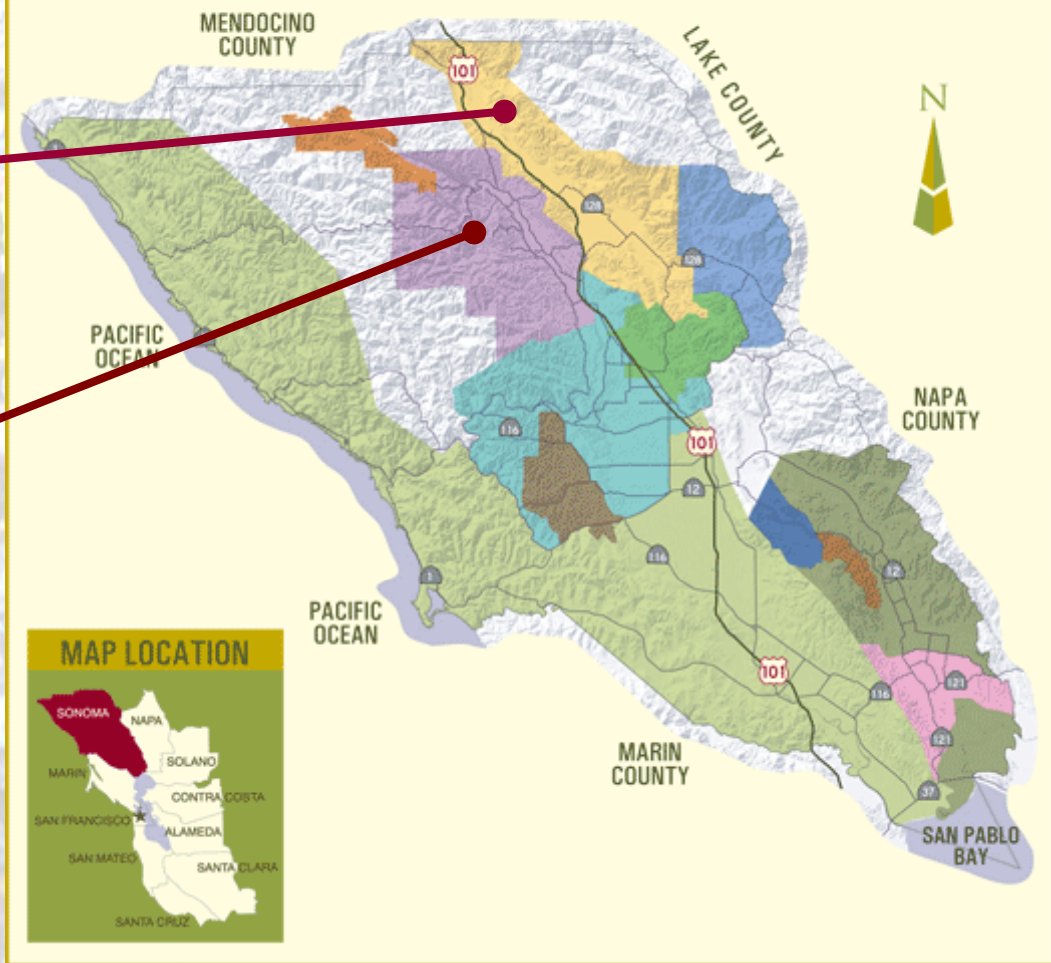 MENDOCINO
COUNTY
LAKE COUNTY
N
101
128
128
PACIFIC
OCEAN
NAPA
COUNTY
116
101
12
116
12
1
PACIFIC
OCEAN
101
116
121
121
37
MARIN
COUNTY
SAN PABLO
BAY
MAP LOCATION
SONOMA
NAPA
SOLANO
MARIN
CONTRA COSTA
SAN FRANCISCO
ALAMEDA
SAN MATEO
SANTA CLARA
SANTA CRUZ